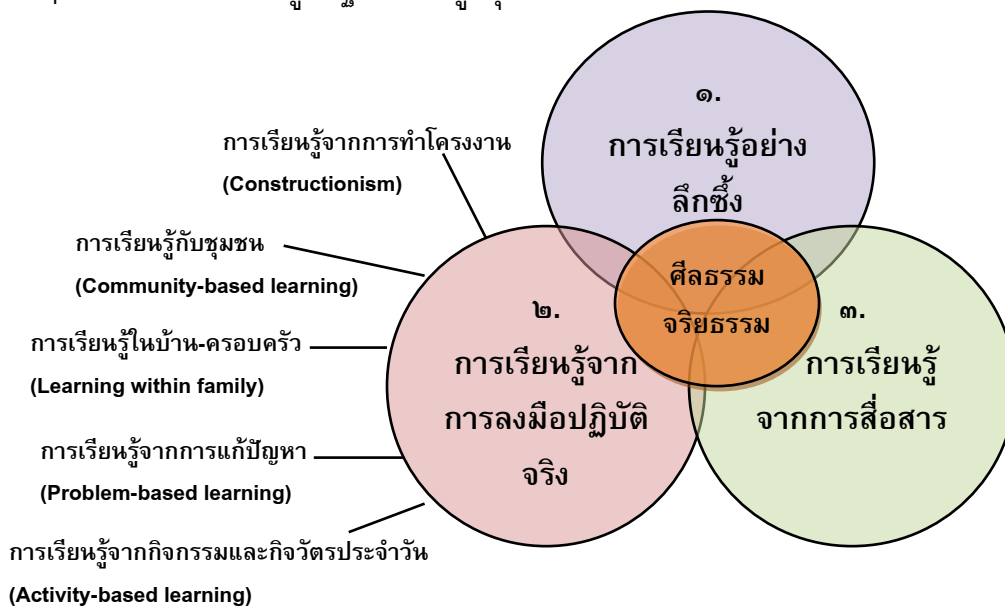 ๑.
การเรียนรู้อย่าง
ลึกซึ้ง
การเรียนรู้จากการทำโครงงาน
(Constructionism)
การเรียนรู้กับชุมชน
(Community-based learning)
การเรียนรู้ในบ้าน-ครอบครัว
(Learning within family)
การเรียนรู้จากการแก้ปัญหา
(Problem-based learning)
การเรียนรู้จากกิจกรรมและกิจวัตรประจำวัน
(Activity-based learning)
ศีลธรรม
จริยธรรม
๒.
การเรียนรู้จาก
การลงมือปฏิบัติ
จริง
๓.
การเรียนรู้
จากการสื่อสาร